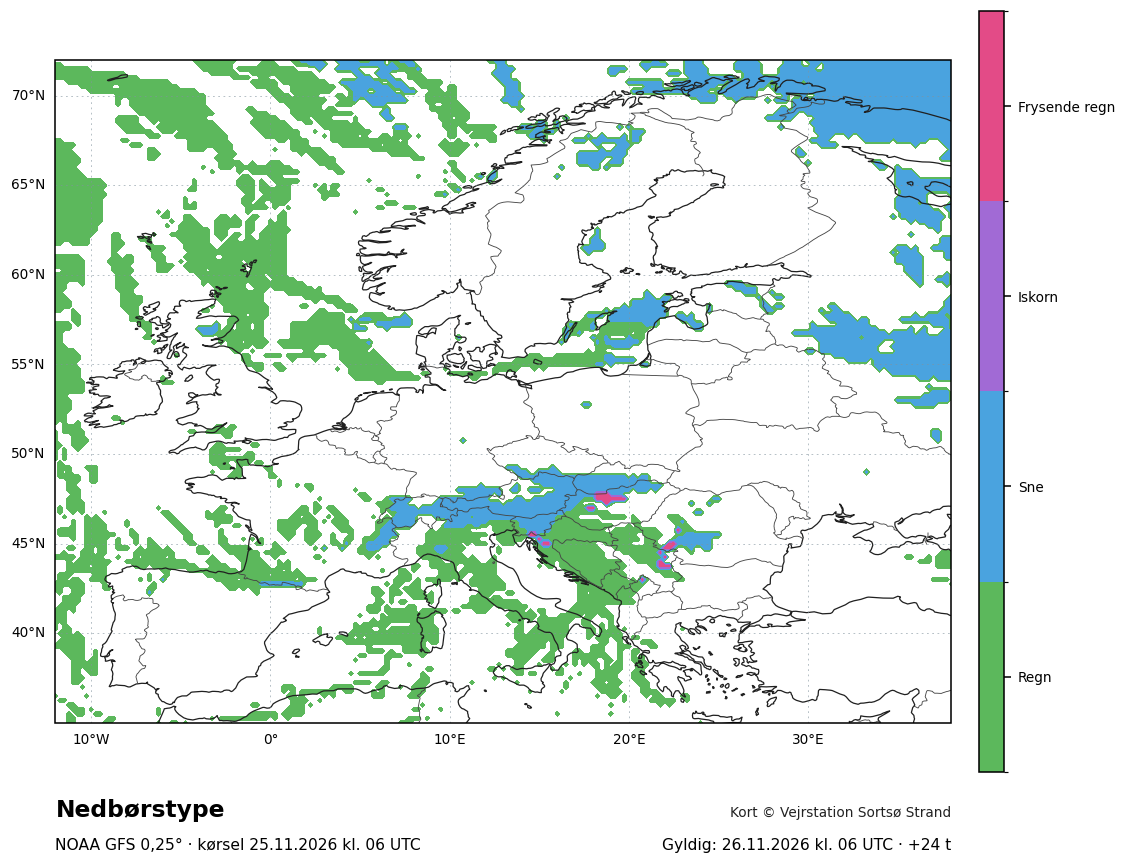 70°N
65°N
60°N
55°N
50°N
45°N
40°N
10°W
0°
10°E
20°E
30°E
Frysende regn
Iskorn
Sne
Regn
Nedbørstype
Kort © Vejrstation Sortsø Strand
NOAA GFS 0,25° · kørsel 25.11.2026 kl. 06 UTC
Gyldig: 26.11.2026 kl. 06 UTC · +24 t